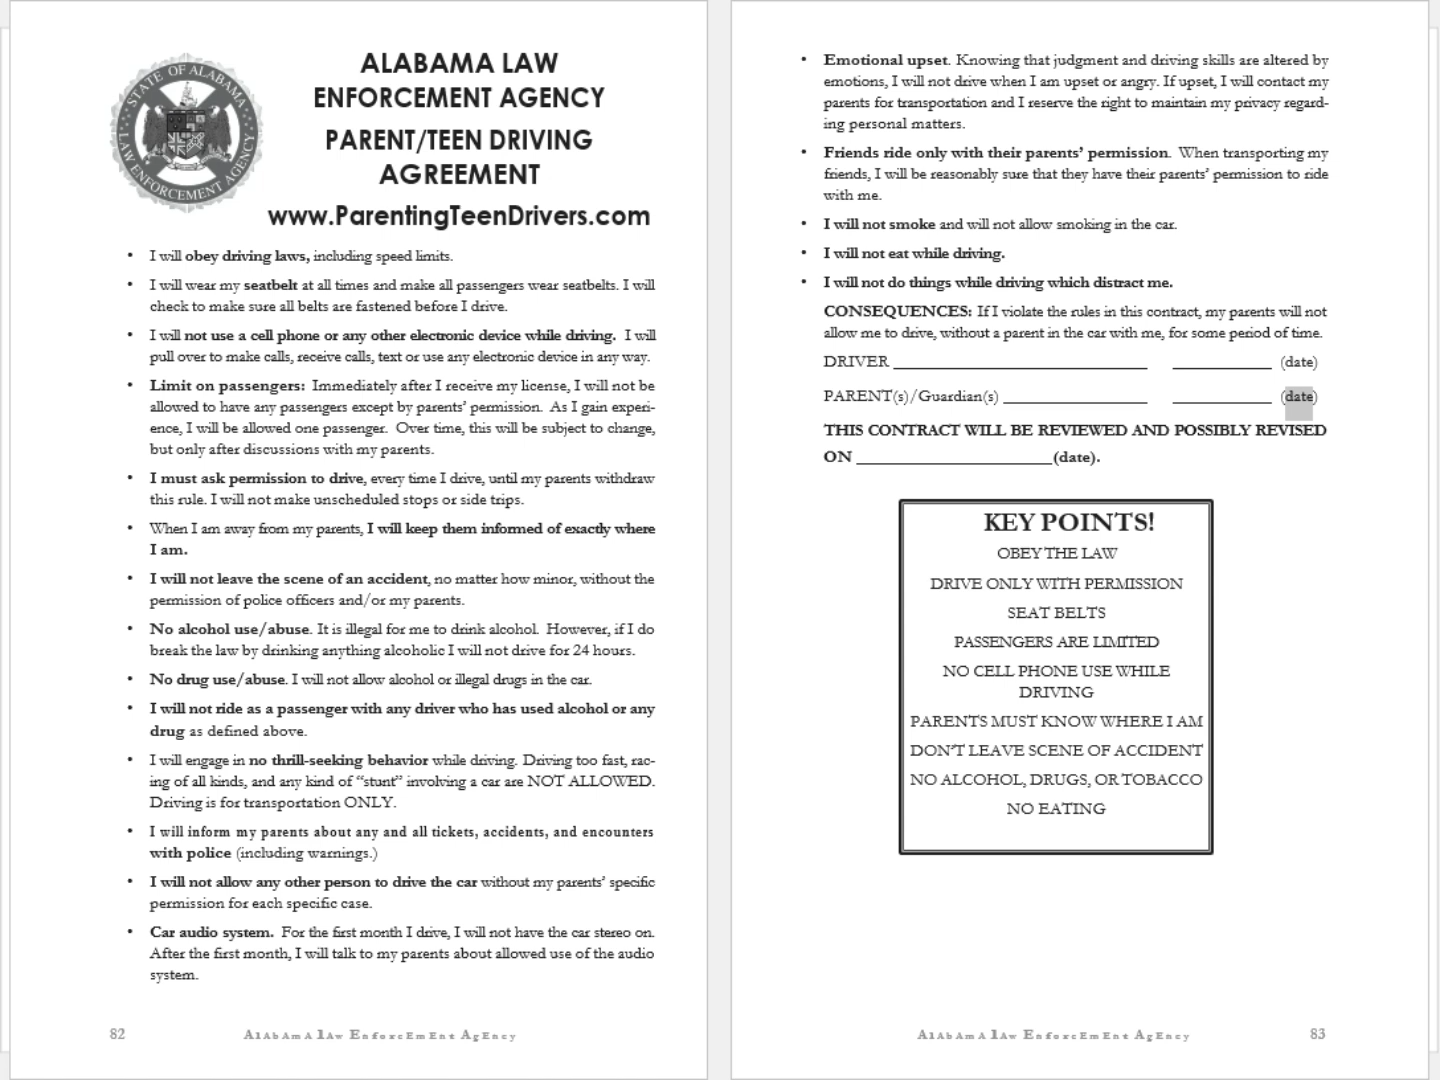 STATE OF ALABAMA
LAW ENFORCEMENT AGENCY
ALABAMA LAW
ENFORCEMENT AGENCY
PARENT/TEEN DRIVING
AGREEMENT
www.ParentingTeenDrivers.com
• I will obey driving laws, including speed limits.
• I will wear my seatbelt at all times and make all passengers wear seatbelts. I will
check to make sure all belts are fastened before I drive.
• I will not use a cell phone or any other electronic device while driving. I will
pull over to make calls, receive calls, text or use any electronic device in any way.
• Limit on passengers: Immediately after I receive my license, I will not be
allowed to have any passengers except by parents’ permission. As I gain experi-
ence, I will be allowed one passenger. Over time, this will be subject to change,
but only after discussions with my parents.
• I must ask permission to drive, every time I drive, until my parents withdraw
this rule. I will not make unscheduled stops or side trips.
• When I am away from my parents, I will keep them informed of exactly where
I am.
• I will not leave the scene of an accident, no matter how minor, without the
permission of police officers and/or my parents.
• No alcohol use/abuse. It is illegal for me to drink alcohol. However, if I do
break the law by drinking anything alcoholic I will not drive for 24 hours.
• No drug use/abuse. I will not allow alcohol or illegal drugs in the car.
• I will not ride as a passenger with any driver who has used alcohol or any
drug as defined above.
• I will engage in no thrill-seeking behavior while driving. Driving too fast, rac-
ing of all kinds, and any kind of “stunt” involving a car are NOT ALLOWED.
Driving is for transportation ONLY.
• I will inform my parents about any and all tickets, accidents, and encounters
with police (including warnings.)
• I will not allow any other person to drive the car without my parents’ specific
permission for each specific case.
• Car audio system. For the first month I drive, I will not have the car stereo on.
After the first month, I will talk to my parents about allowed use of the audio
system.
82 AlAbAmA lAw EnforcEmEnt AgEncy
• Emotional upset. Knowing that judgment and driving skills are altered by
emotions, I will not drive when I am upset or angry. If upset, I will contact my
parents for transportation and I reserve the right to maintain my privacy regard-
ing personal matters.
• Friends ride only with their parents’ permission. When transporting my
friends, I will be reasonably sure that they have their parents’ permission to ride
with me.
• I will not smoke and will not allow smoking in the car.
• I will not eat while driving.
• I will not do things while driving which distract me.
CONSEQUENCES: If I violate the rules in this contract, my parents will not
allow me to drive, without a parent in the car with me, for some period of time.
DRIVER ____________________ ________ (date)
PARENT(s)/Guardian(s) ____________ ________ (date)
THIS CONTRACT WILL BE REVIEWED AND POSSIBLY REVISED
ON ________________(date).
KEY POINTS!
OBEY THE LAW
DRIVE ONLY WITH PERMISSION
SEAT BELTS
PASSENGERS ARE LIMITED
NO CELL PHONE USE WHILE
DRIVING
PARENTS MUST KNOW WHERE I AM
DON’T LEAVE SCENE OF ACCIDENT
NO ALCOHOL, DRUGS, OR TOBACCO
NO EATING
AlAbAmA lAw EnforcEmEnt AgEncy 83